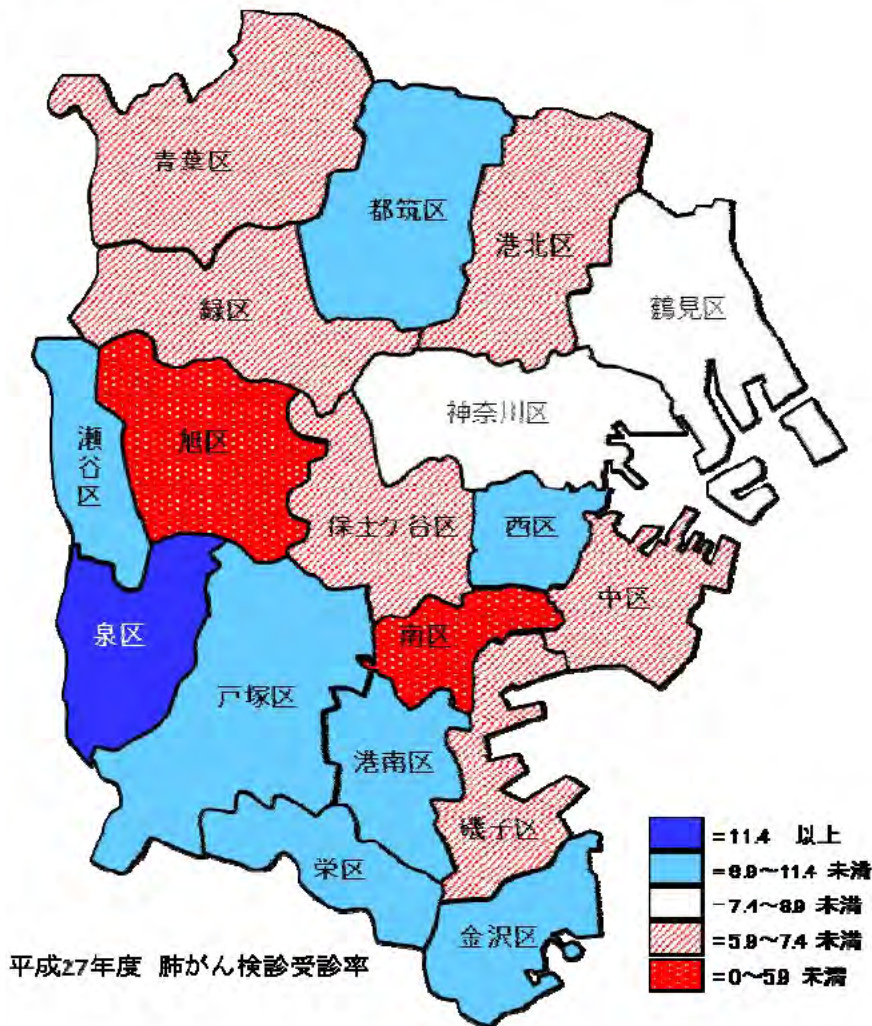 青葉区
都筑区
港北区
鶴見区
緑区
神奈川区
瀬谷区
旭区
保土ケ谷区
西区
中区
泉区
南区
戸塚区
港南区
磯子区
栄区
金沢区
=11.4 以上
=8.9~11.4 未満
=7.4~8.9 未満
=5.9~7.4 未満
=0~5.9 未満
平成27年度 肺がん検診受診率